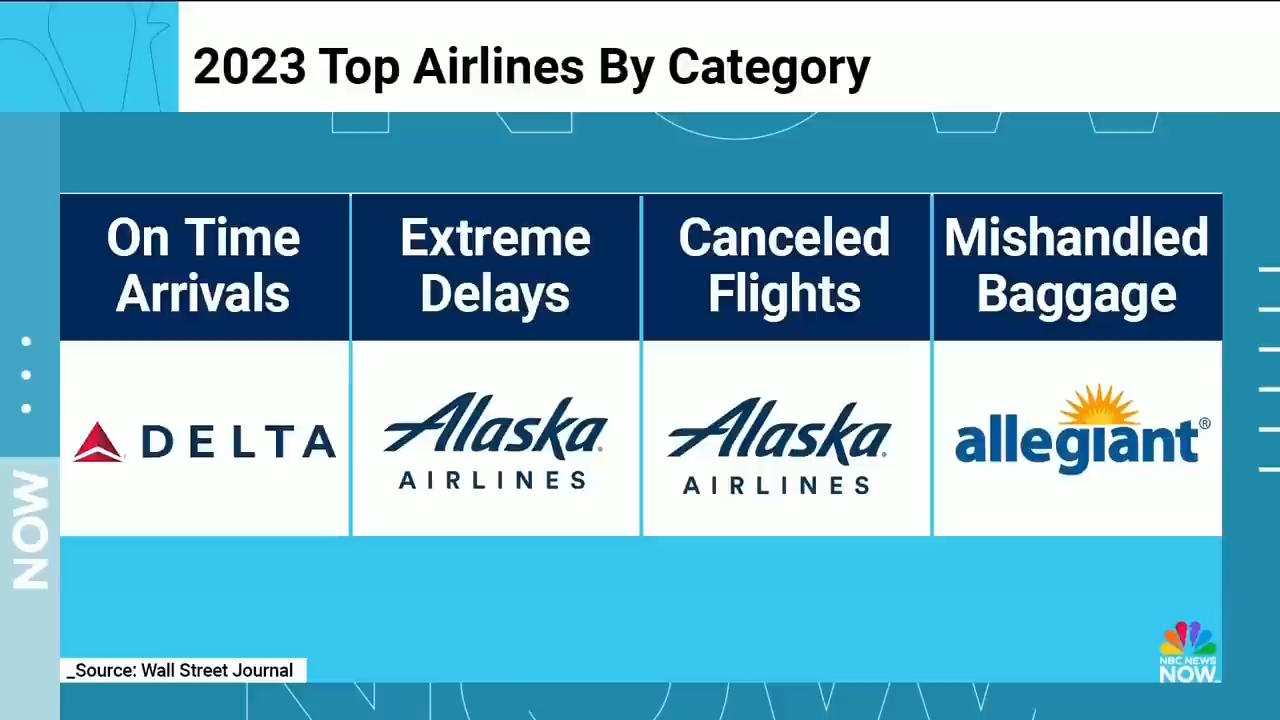 2023 Top Airlines By Category
On Time
Arrivals
Extreme
Delays
Canceled
Flights
Mishandled
Baggage
DELTA
Alaska
AIRLINES
Alaska
AIRLINES
allegiant®
NOW
_Source: Wall Street Journal
NBC NEWS
NOW